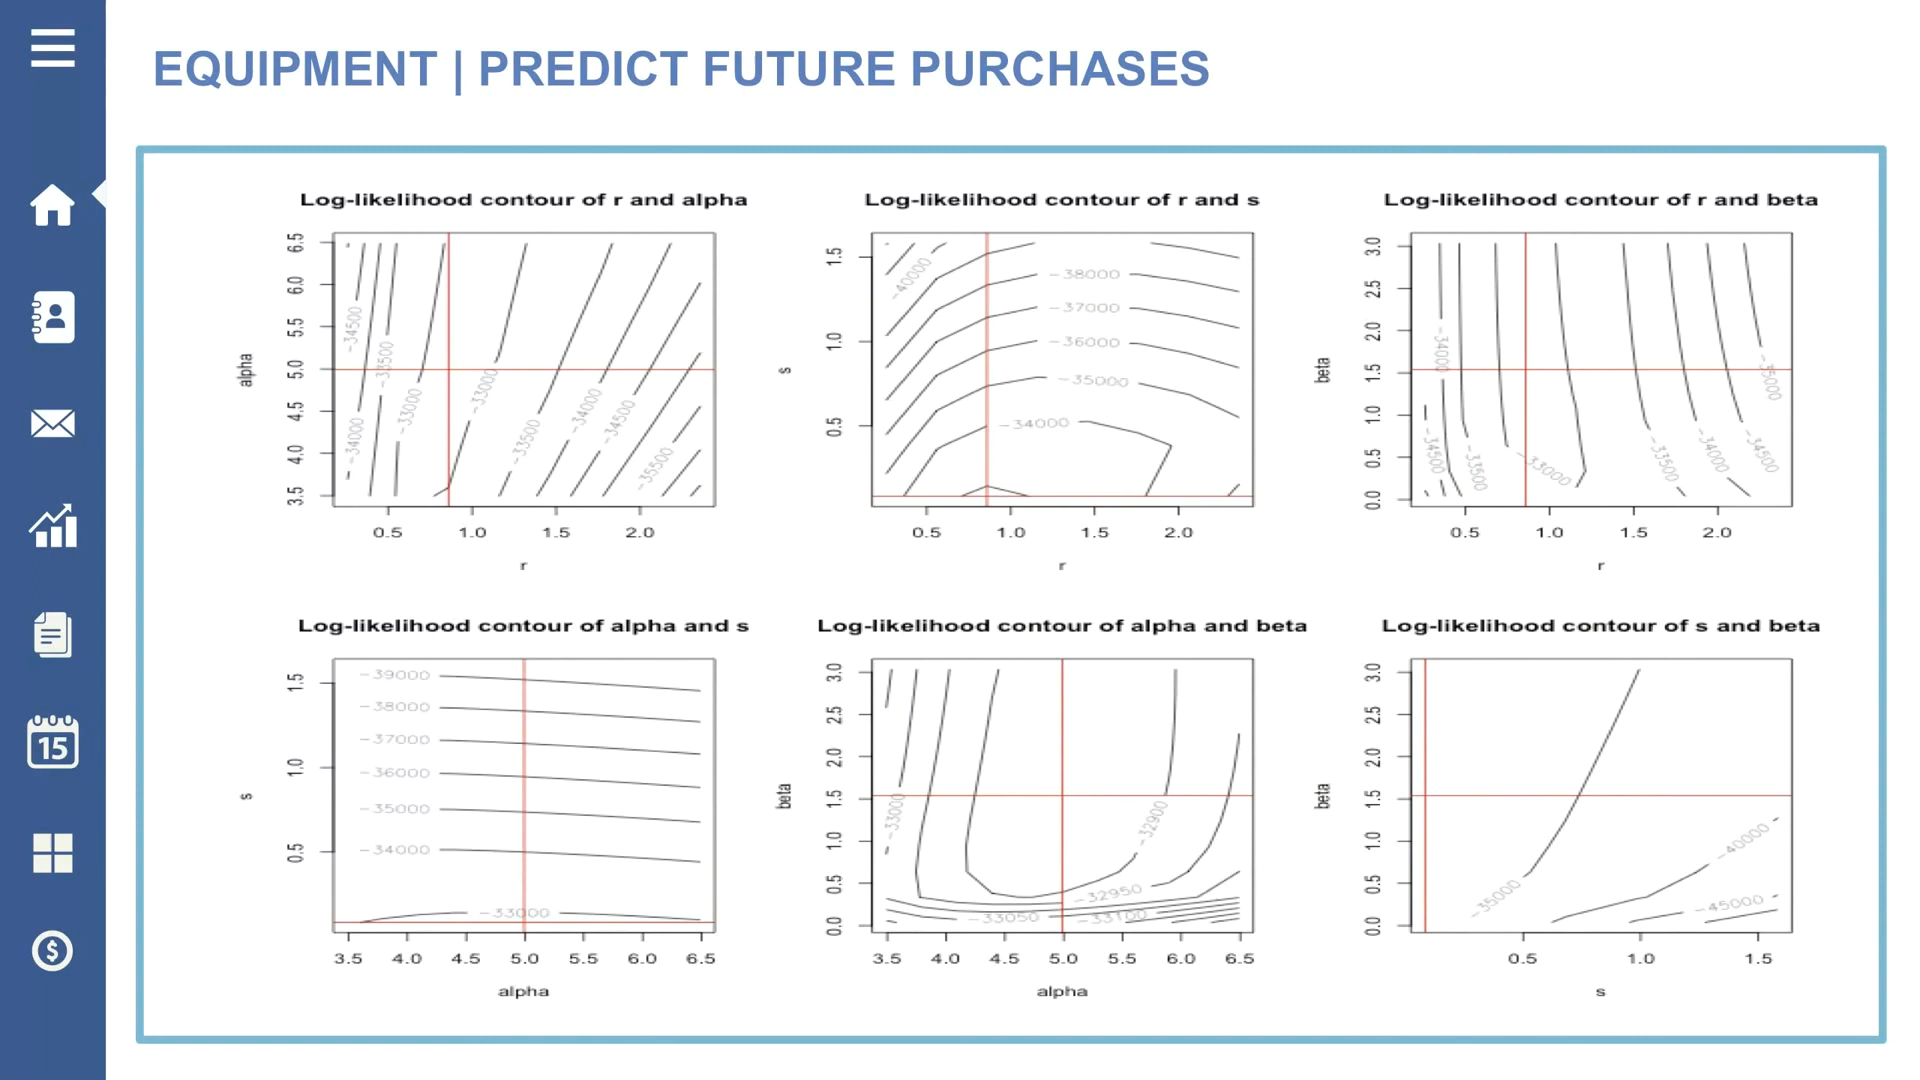 EQUIPMENT | PREDICT FUTURE PURCHASES
Log-likelihood contour of r and alpha
alpha
6.5
6.0
5.5
5.0
4.5
4.0
3.5
-34500
-33500
-34000
-33000
-33000
-33500
-34000
-34500
-35500
0.5 1.0 1.5 2.0
r
Log-likelihood contour of r and s
s
1.5
1.0
0.5
-40000
-38000
-37000
-36000
-35000
-34000
0.5 1.0 1.5 2.0
r
Log-likelihood contour of r and beta
beta
3.0
2.5
2.0
1.5
1.0
0.5
0.0
-34000
-35000
-34500
-33500
-33000
-33500
-34000
-34500
0.5 1.0 1.5 2.0
r
Log-likelihood contour of alpha and s
s
1.5
1.0
0.5
-39000
-38000
-37000
-36000
-35000
-34000
-33000
3.5 4.0 4.5 5.0 5.5 6.0 6.5
alpha
Log-likelihood contour of alpha and beta
beta
3.0
2.5
2.0
1.5
1.0
0.5
0.0
-33000
-32900
-32950
-33050
-33100
3.5 4.0 4.5 5.0 5.5 6.0 6.5
alpha
Log-likelihood contour of s and beta
beta
3.0
2.5
2.0
1.5
1.0
0.5
0.0
-35000
-40000
-45000
0.5 1.0 1.5
s
15
$